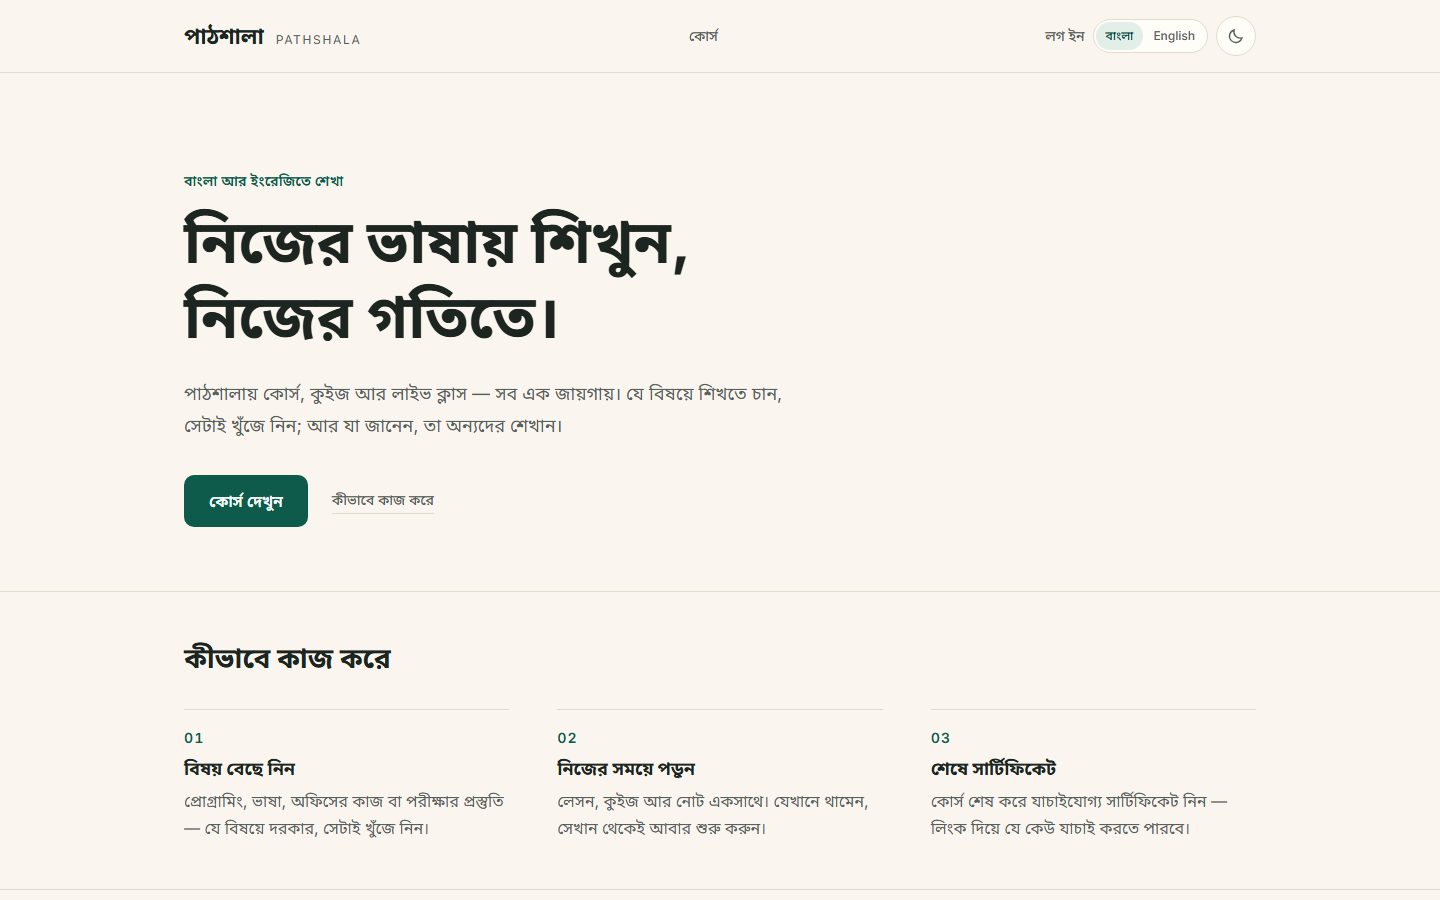 পাঠশালা PATHSHALA
কোর্স
লগ ইন
বাংলা English
বাংলা আর ইংরেজিতে শেখা
নিজের ভাষায় শিখুন,
নিজের গতিতে।
পাঠশালায় কোর্স, কুইজ আর লাইভ ক্লাস — সব এক জায়গায়। যে বিষয়ে শিখতে চান,
সেটাই খুঁজে নিন; আর যা জানেন, তা অন্যদের শেখান।
কোর্স দেখুন
কীভাবে কাজ করে
কীভাবে কাজ করে
01
বিষয় বেছে নিন
প্রোগ্রামিং, ভাষা, অফিসের কাজ বা পরীক্ষার প্রস্তুতি
— যে বিষয়ে দরকার, সেটাই খুঁজে নিন।
02
নিজের সময়ে পড়ুন
লেসন, কুইজ আর নোট একসাথে। যেখানে থামেন,
সেখান থেকেই আবার শুরু করুন।
03
শেষে সার্টিফিকেট
কোর্স শেষ করে যাচাইযোগ্য সার্টিফিকেট নিন —
লিংক দিয়ে যে কেউ যাচাই করতে পারবে।